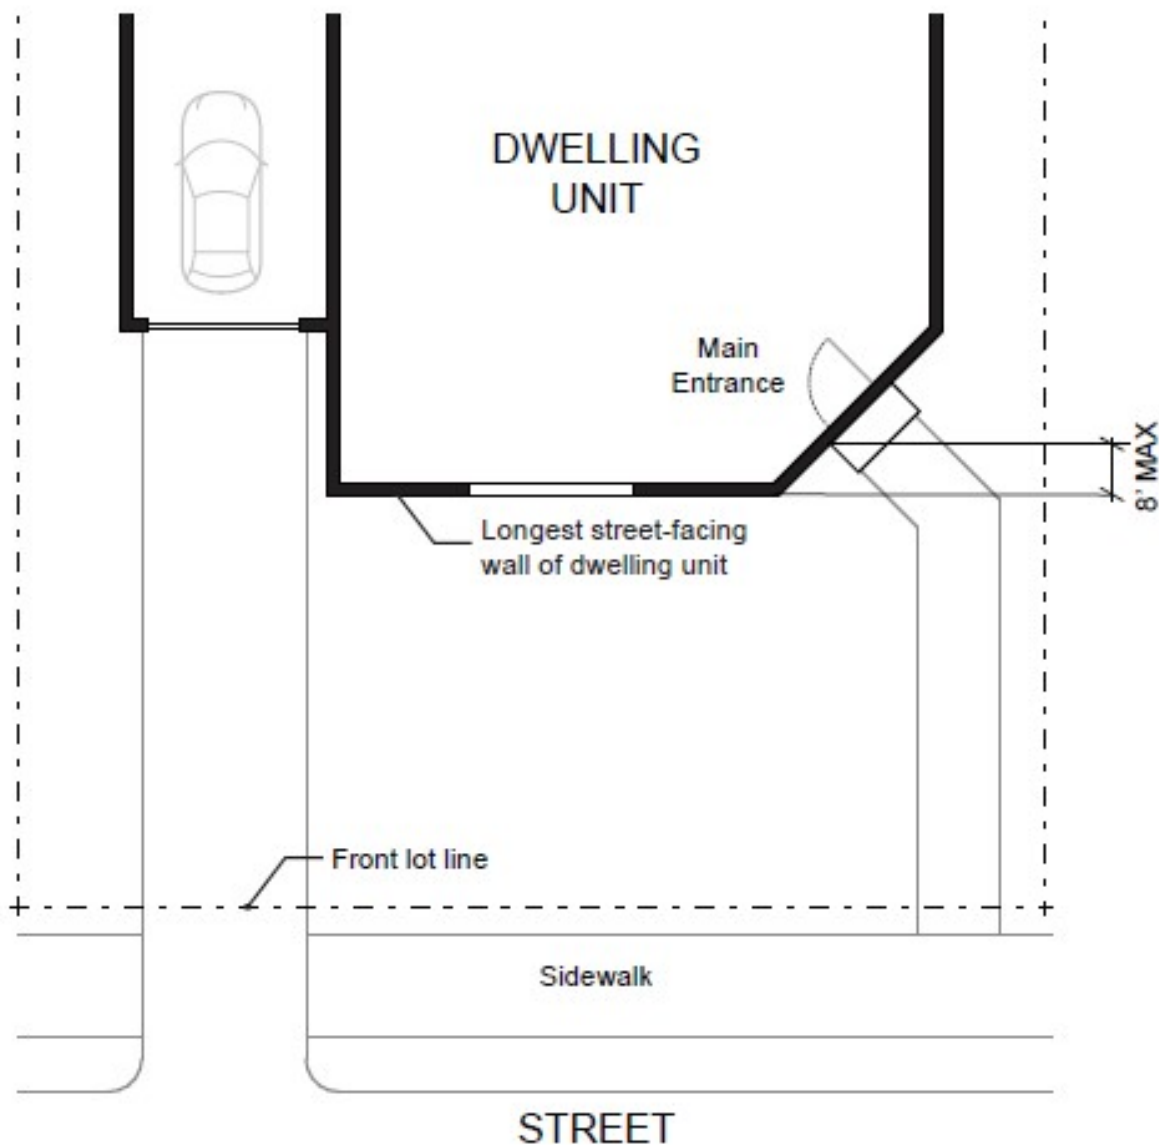 DWELLING
UNIT
Main
Entrance
8' MAX
Longest street-facing
wall of dwelling unit
Front lot line
Sidewalk
STREET